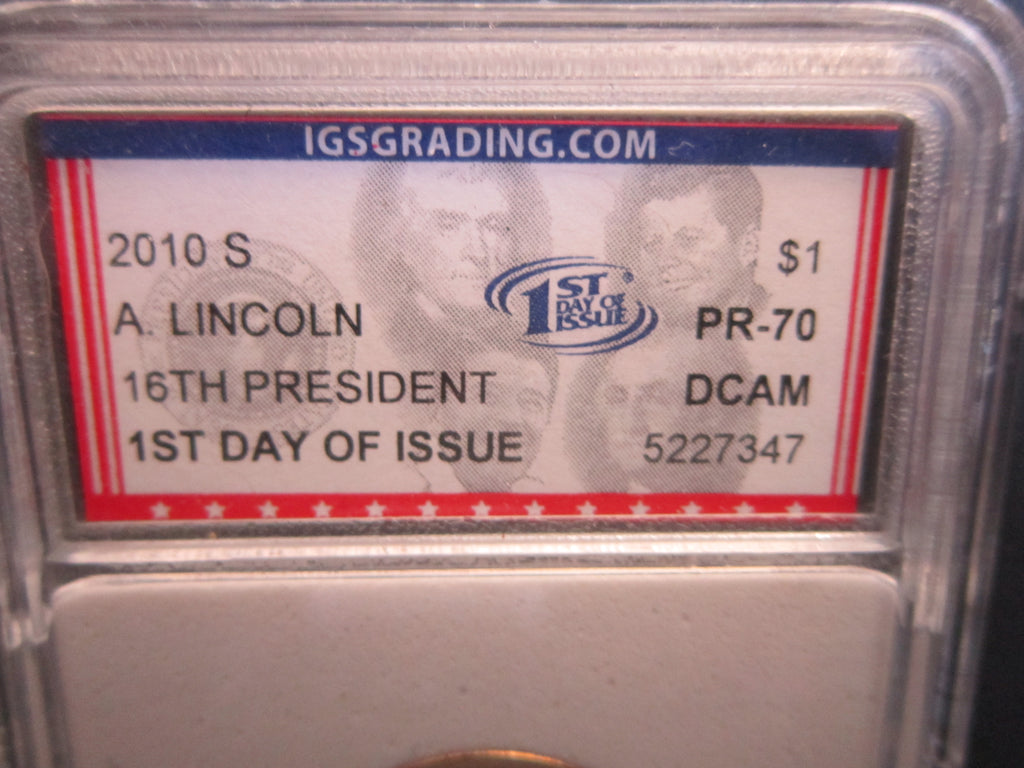 IGSGRADING.COM
2010 S $1
A. LINCOLN PR-70
16TH PRESIDENT DCAM
1ST DAY OF ISSUE 5227347
1ST
DAY OF
ISSUE